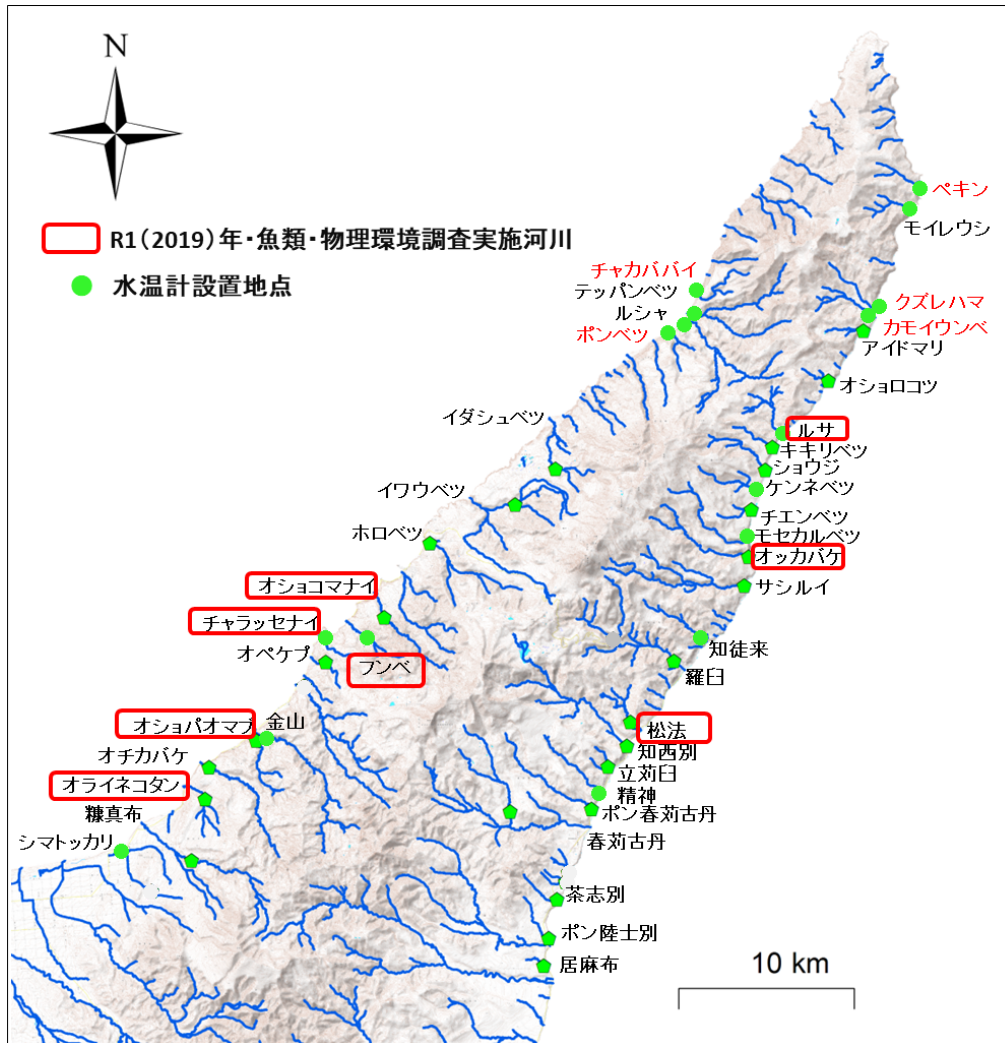 N
R1(2019)年・魚類・物理環境調査実施河川
水温計設置地点
ペキン
モイレウシ
チャカババイ
テッパンベツ
ルシャ
ポンベツ
クズレハマ
カモイウンベ
アイドマリ
オショロコツ
イダシュベツ
ルサ
キキリベツ
ショウジ
イワウベツ
ケンネベツ
チエンベツ
ホロベツ
モセカルベツ
オッカバケ
オショコマナイ
サシルイ
チャラッセナイ
オペケプ
フンベ
知徒来
羅臼
オショパオマブ
金山
松法
知西別
オチカバケ
立苅臼
オライネコタン
精神
糠真布
ポン春苅古丹
シマトッカリ
春苅古丹
茶志別
ポン陸士別
居麻布
10 km